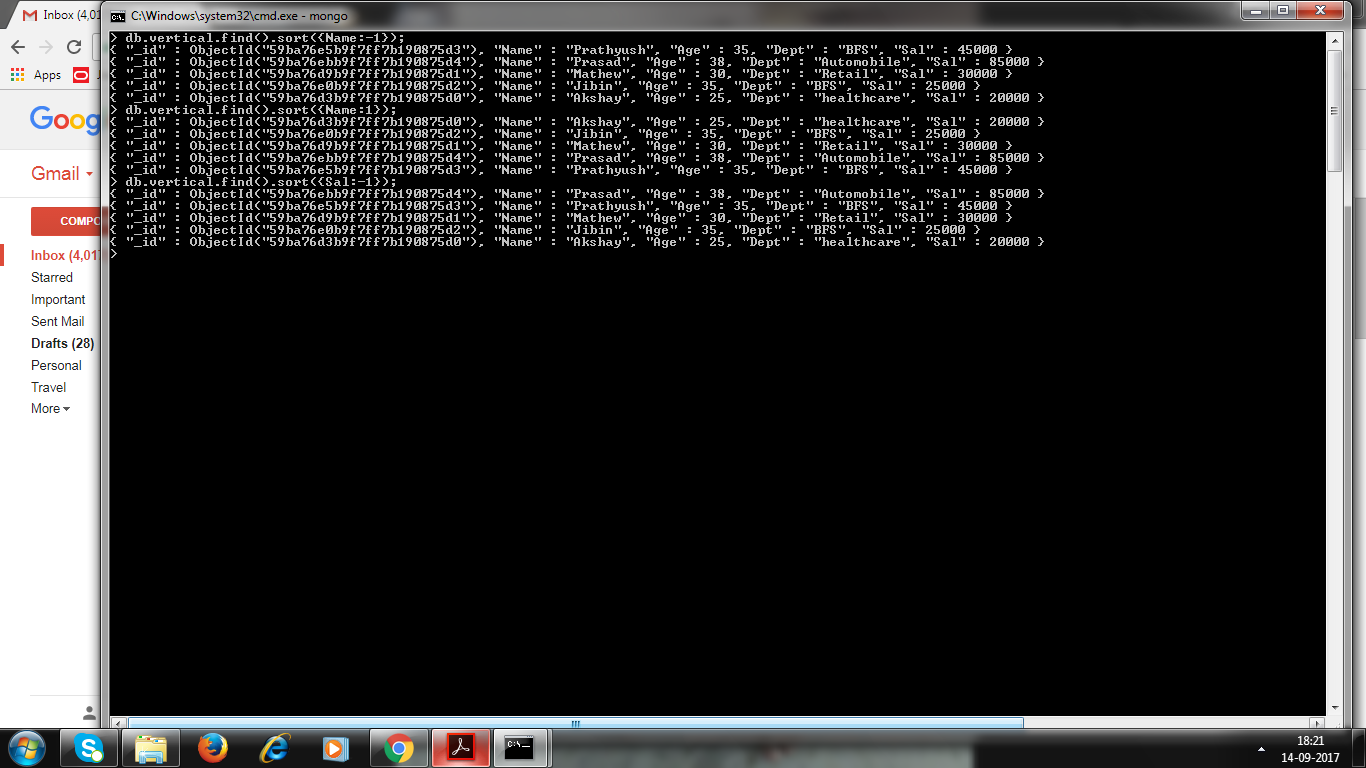 Inbox (4,01
C:\Windows\system32\cmd.exe - mongo
> db.vertical.find().sort({Name:-1});
{ "_id" : ObjectId("59ba76e5b9f7ff7b190875d3"), "Name" : "Prathyush", "Age" : 35, "Dept" : "BFS", "Sal" : 45000 }
{ "_id" : ObjectId("59ba76ebb9f7ff7b190875d4"), "Name" : "Prasad", "Age" : 38, "Dept" : "Automobile", "Sal" : 85000 }
{ "_id" : ObjectId("59ba76d9b9f7ff7b190875d1"), "Name" : "Mathew", "Age" : 30, "Dept" : "Retail", "Sal" : 30000 }
{ "_id" : ObjectId("59ba76e0b9f7ff7b190875d2"), "Name" : "Jibin", "Age" : 35, "Dept" : "BFS", "Sal" : 25000 }
{ "_id" : ObjectId("59ba76d3b9f7ff7b190875d0"), "Name" : "Akshay", "Age" : 25, "Dept" : "healthcare", "Sal" : 20000 }
> db.vertical.find().sort({Name:1});
{ "_id" : ObjectId("59ba76d3b9f7ff7b190875d0"), "Name" : "Akshay", "Age" : 25, "Dept" : "healthcare", "Sal" : 20000 }
{ "_id" : ObjectId("59ba76e0b9f7ff7b190875d2"), "Name" : "Jibin", "Age" : 35, "Dept" : "BFS", "Sal" : 25000 }
{ "_id" : ObjectId("59ba76d9b9f7ff7b190875d1"), "Name" : "Mathew", "Age" : 30, "Dept" : "Retail", "Sal" : 30000 }
{ "_id" : ObjectId("59ba76ebb9f7ff7b190875d4"), "Name" : "Prasad", "Age" : 38, "Dept" : "Automobile", "Sal" : 85000 }
{ "_id" : ObjectId("59ba76e5b9f7ff7b190875d3"), "Name" : "Prathyush", "Age" : 35, "Dept" : "BFS", "Sal" : 45000 }
> db.vertical.find().sort({Sal:-1});
{ "_id" : ObjectId("59ba76ebb9f7ff7b190875d4"), "Name" : "Prasad", "Age" : 38, "Dept" : "Automobile", "Sal" : 85000 }
{ "_id" : ObjectId("59ba76e5b9f7ff7b190875d3"), "Name" : "Prathyush", "Age" : 35, "Dept" : "BFS", "Sal" : 45000 }
{ "_id" : ObjectId("59ba76d9b9f7ff7b190875d1"), "Name" : "Mathew", "Age" : 30, "Dept" : "Retail", "Sal" : 30000 }
{ "_id" : ObjectId("59ba76e0b9f7ff7b190875d2"), "Name" : "Jibin", "Age" : 35, "Dept" : "BFS", "Sal" : 25000 }
{ "_id" : ObjectId("59ba76d3b9f7ff7b190875d0"), "Name" : "Akshay", "Age" : 25, "Dept" : "healthcare", "Sal" : 20000 }
>
Apps
Goog
Gmail
COMPO
Inbox (4,01
Starred
Important
Sent Mail
Drafts (28)
Personal
Travel
More
C:\_
18:21
14-09-2017